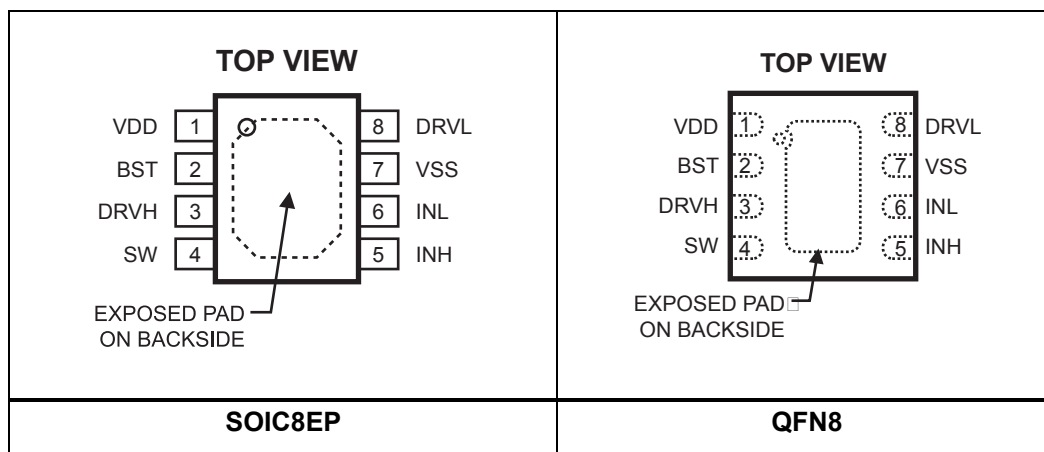 TOP VIEW
VDD 1 8 DRVL
BST 2 7 VSS
DRVH 3 6 INL
SW 4 5 INH
EXPOSED PAD
ON BACKSIDE
SOIC8EP
TOP VIEW
VDD 1 8 DRVL
BST 2 7 VSS
DRVH 3 6 INL
SW 4 5 INH
EXPOSED PAD□
ON BACKSIDE
QFN8